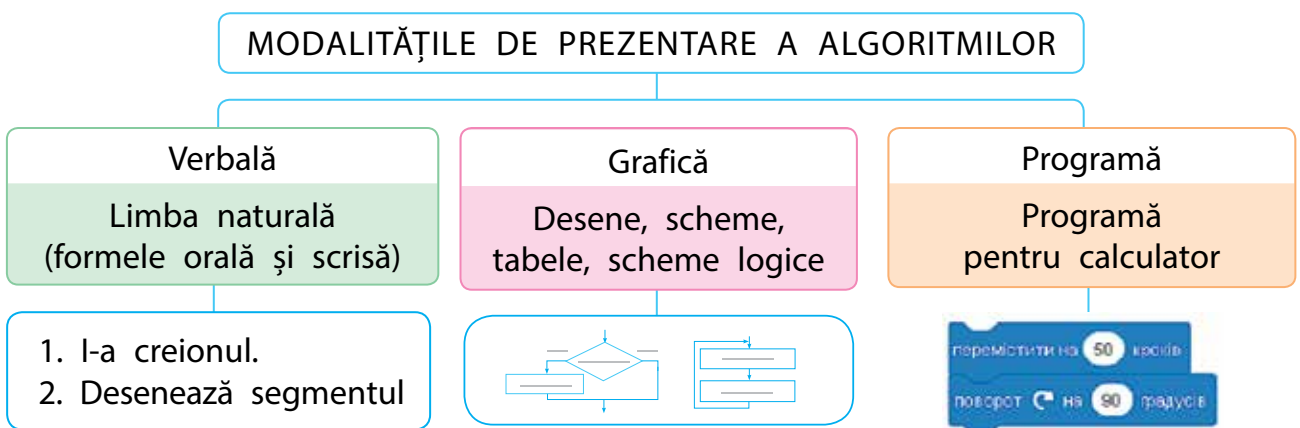 MODALITĂȚILE DE PREZENTARE A ALGORITMILOR
Verbală
Limba naturală
(formele orală și scrisă)
1. I-a creionul.
2. Desenează segmentul
Grafică
Desene, scheme,
tabele, scheme logice
Programă
Programă
pentru calculator
перемістити на 50 кроків
поворот на 90 градусів